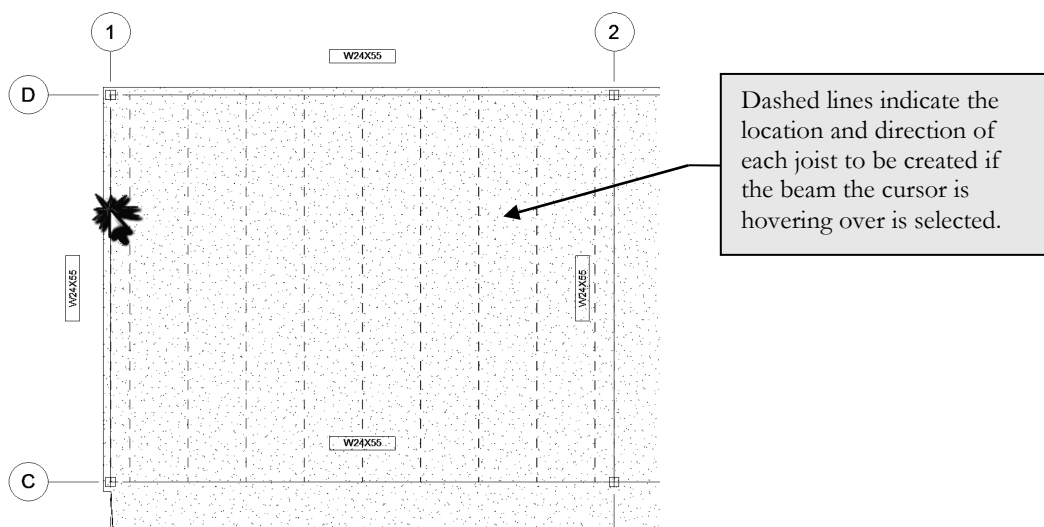 1
2
W24X55
D
Dashed lines indicate the
location and direction of
each joist to be created if
the beam the cursor is
hovering over is selected.
W24X55
W24X55
W24X55
C